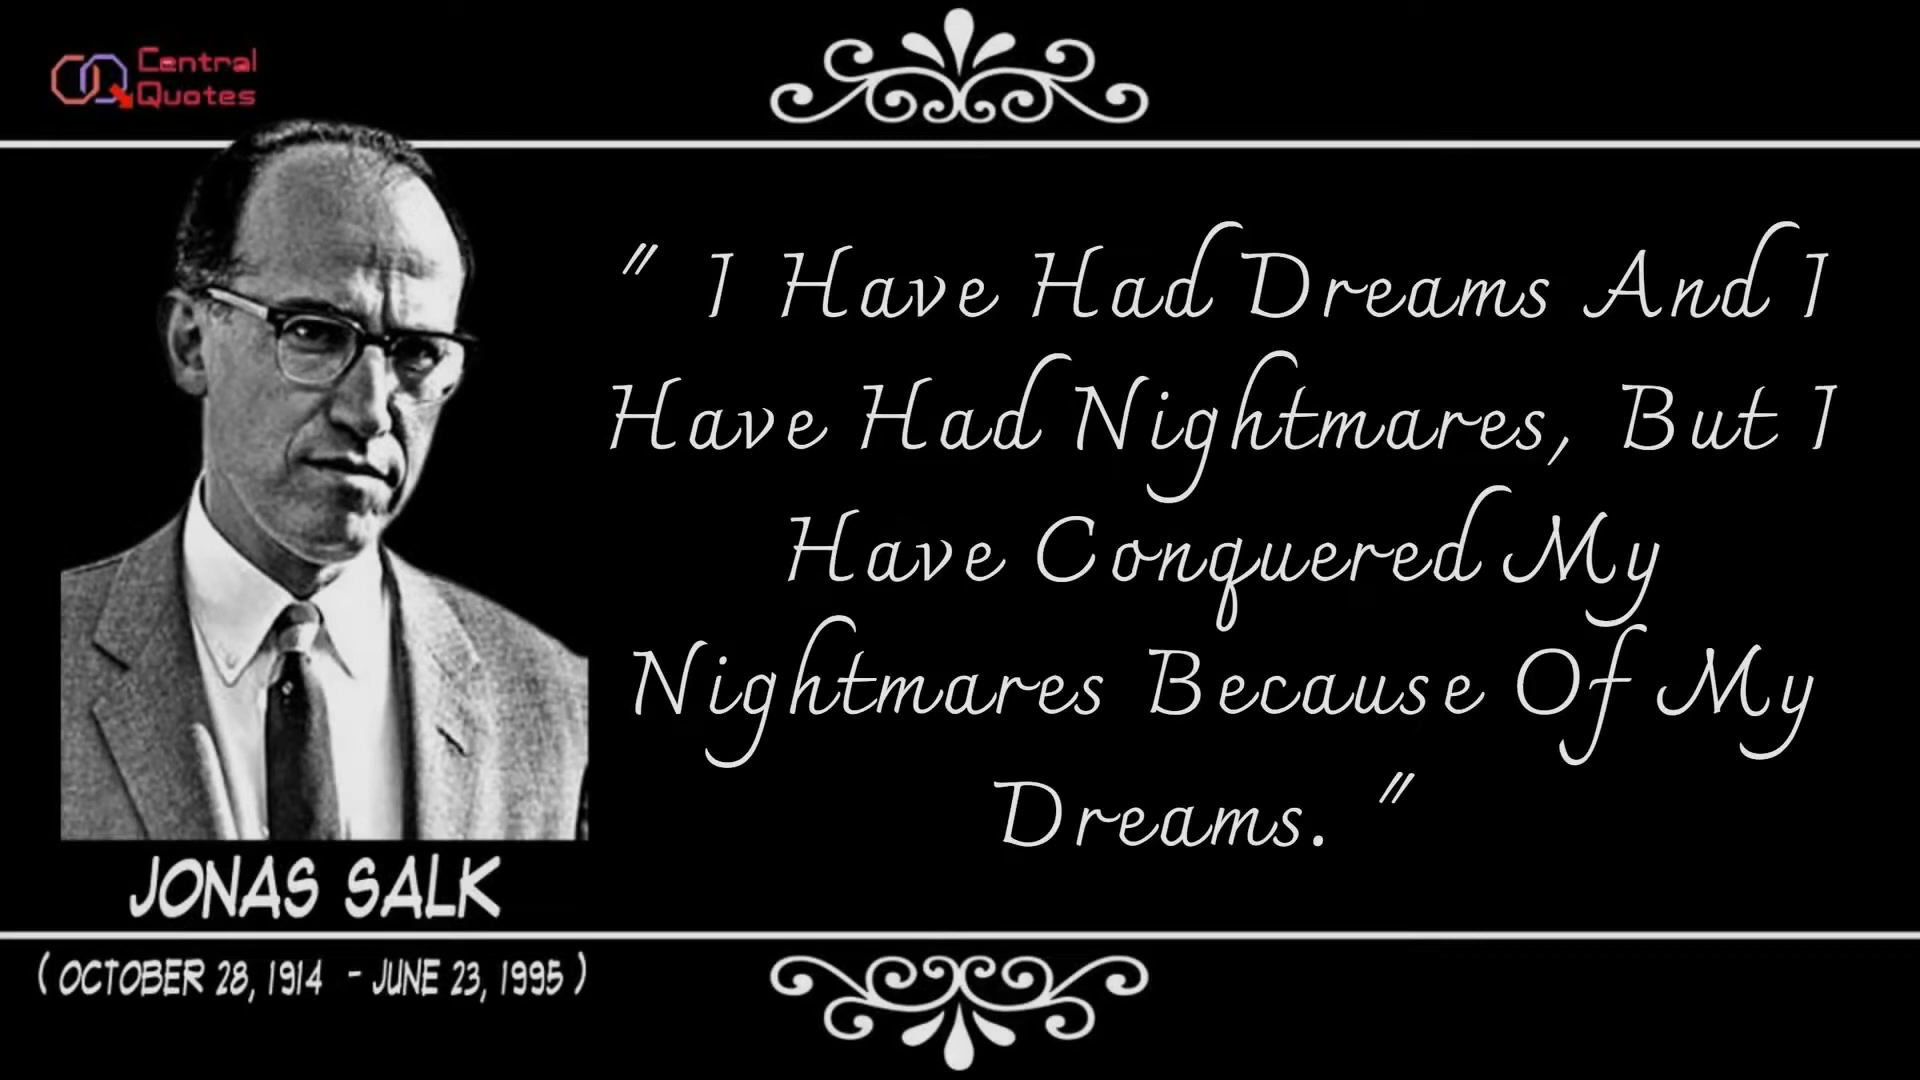 Central
Quotes
" I Have Had Dreams And I
Have Had Nightmares, But I
Have Conquered My
Nightmares Because Of My
Dreams. "
JONAS SALK
( OCTOBER 28, 1914 - JUNE 23, 1995 )